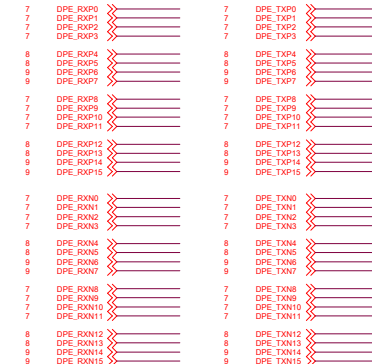 7 DPE_RXP0 7 DPE_TXP0
7 DPE_RXP1 7 DPE_TXP1
7 DPE_RXP2 7 DPE_TXP2
7 DPE_RXP3 7 DPE_TXP3
8 DPE_RXP4 8 DPE_TXP4
8 DPE_RXP5 8 DPE_TXP5
9 DPE_RXP6 9 DPE_TXP6
9 DPE_RXP7 9 DPE_TXP7
7 DPE_RXP8 7 DPE_TXP8
7 DPE_RXP9 7 DPE_TXP9
7 DPE_RXP10 7 DPE_TXP10
7 DPE_RXP11 7 DPE_TXP11
8 DPE_RXP12 8 DPE_TXP12
8 DPE_RXP13 8 DPE_TXP13
9 DPE_RXP14 9 DPE_TXP14
9 DPE_RXP15 9 DPE_TXP15
7 DPE_RXN0 7 DPE_TXN0
7 DPE_RXN1 7 DPE_TXN1
7 DPE_RXN2 7 DPE_TXN2
7 DPE_RXN3 7 DPE_TXN3
8 DPE_RXN4 8 DPE_TXN4
8 DPE_RXN5 8 DPE_TXN5
9 DPE_RXN6 9 DPE_TXN6
9 DPE_RXN7 9 DPE_TXN7
7 DPE_RXN8 7 DPE_TXN8
7 DPE_RXN9 7 DPE_TXN9
7 DPE_RXN10 7 DPE_TXN10
7 DPE_RXN11 7 DPE_TXN11
8 DPE_RXN12 8 DPE_TXN12
8 DPE_RXN13 8 DPE_TXN13
9 DPE_RXN14 9 DPE_TXN14
9 DPE_RXN15 9 DPE_TXN15